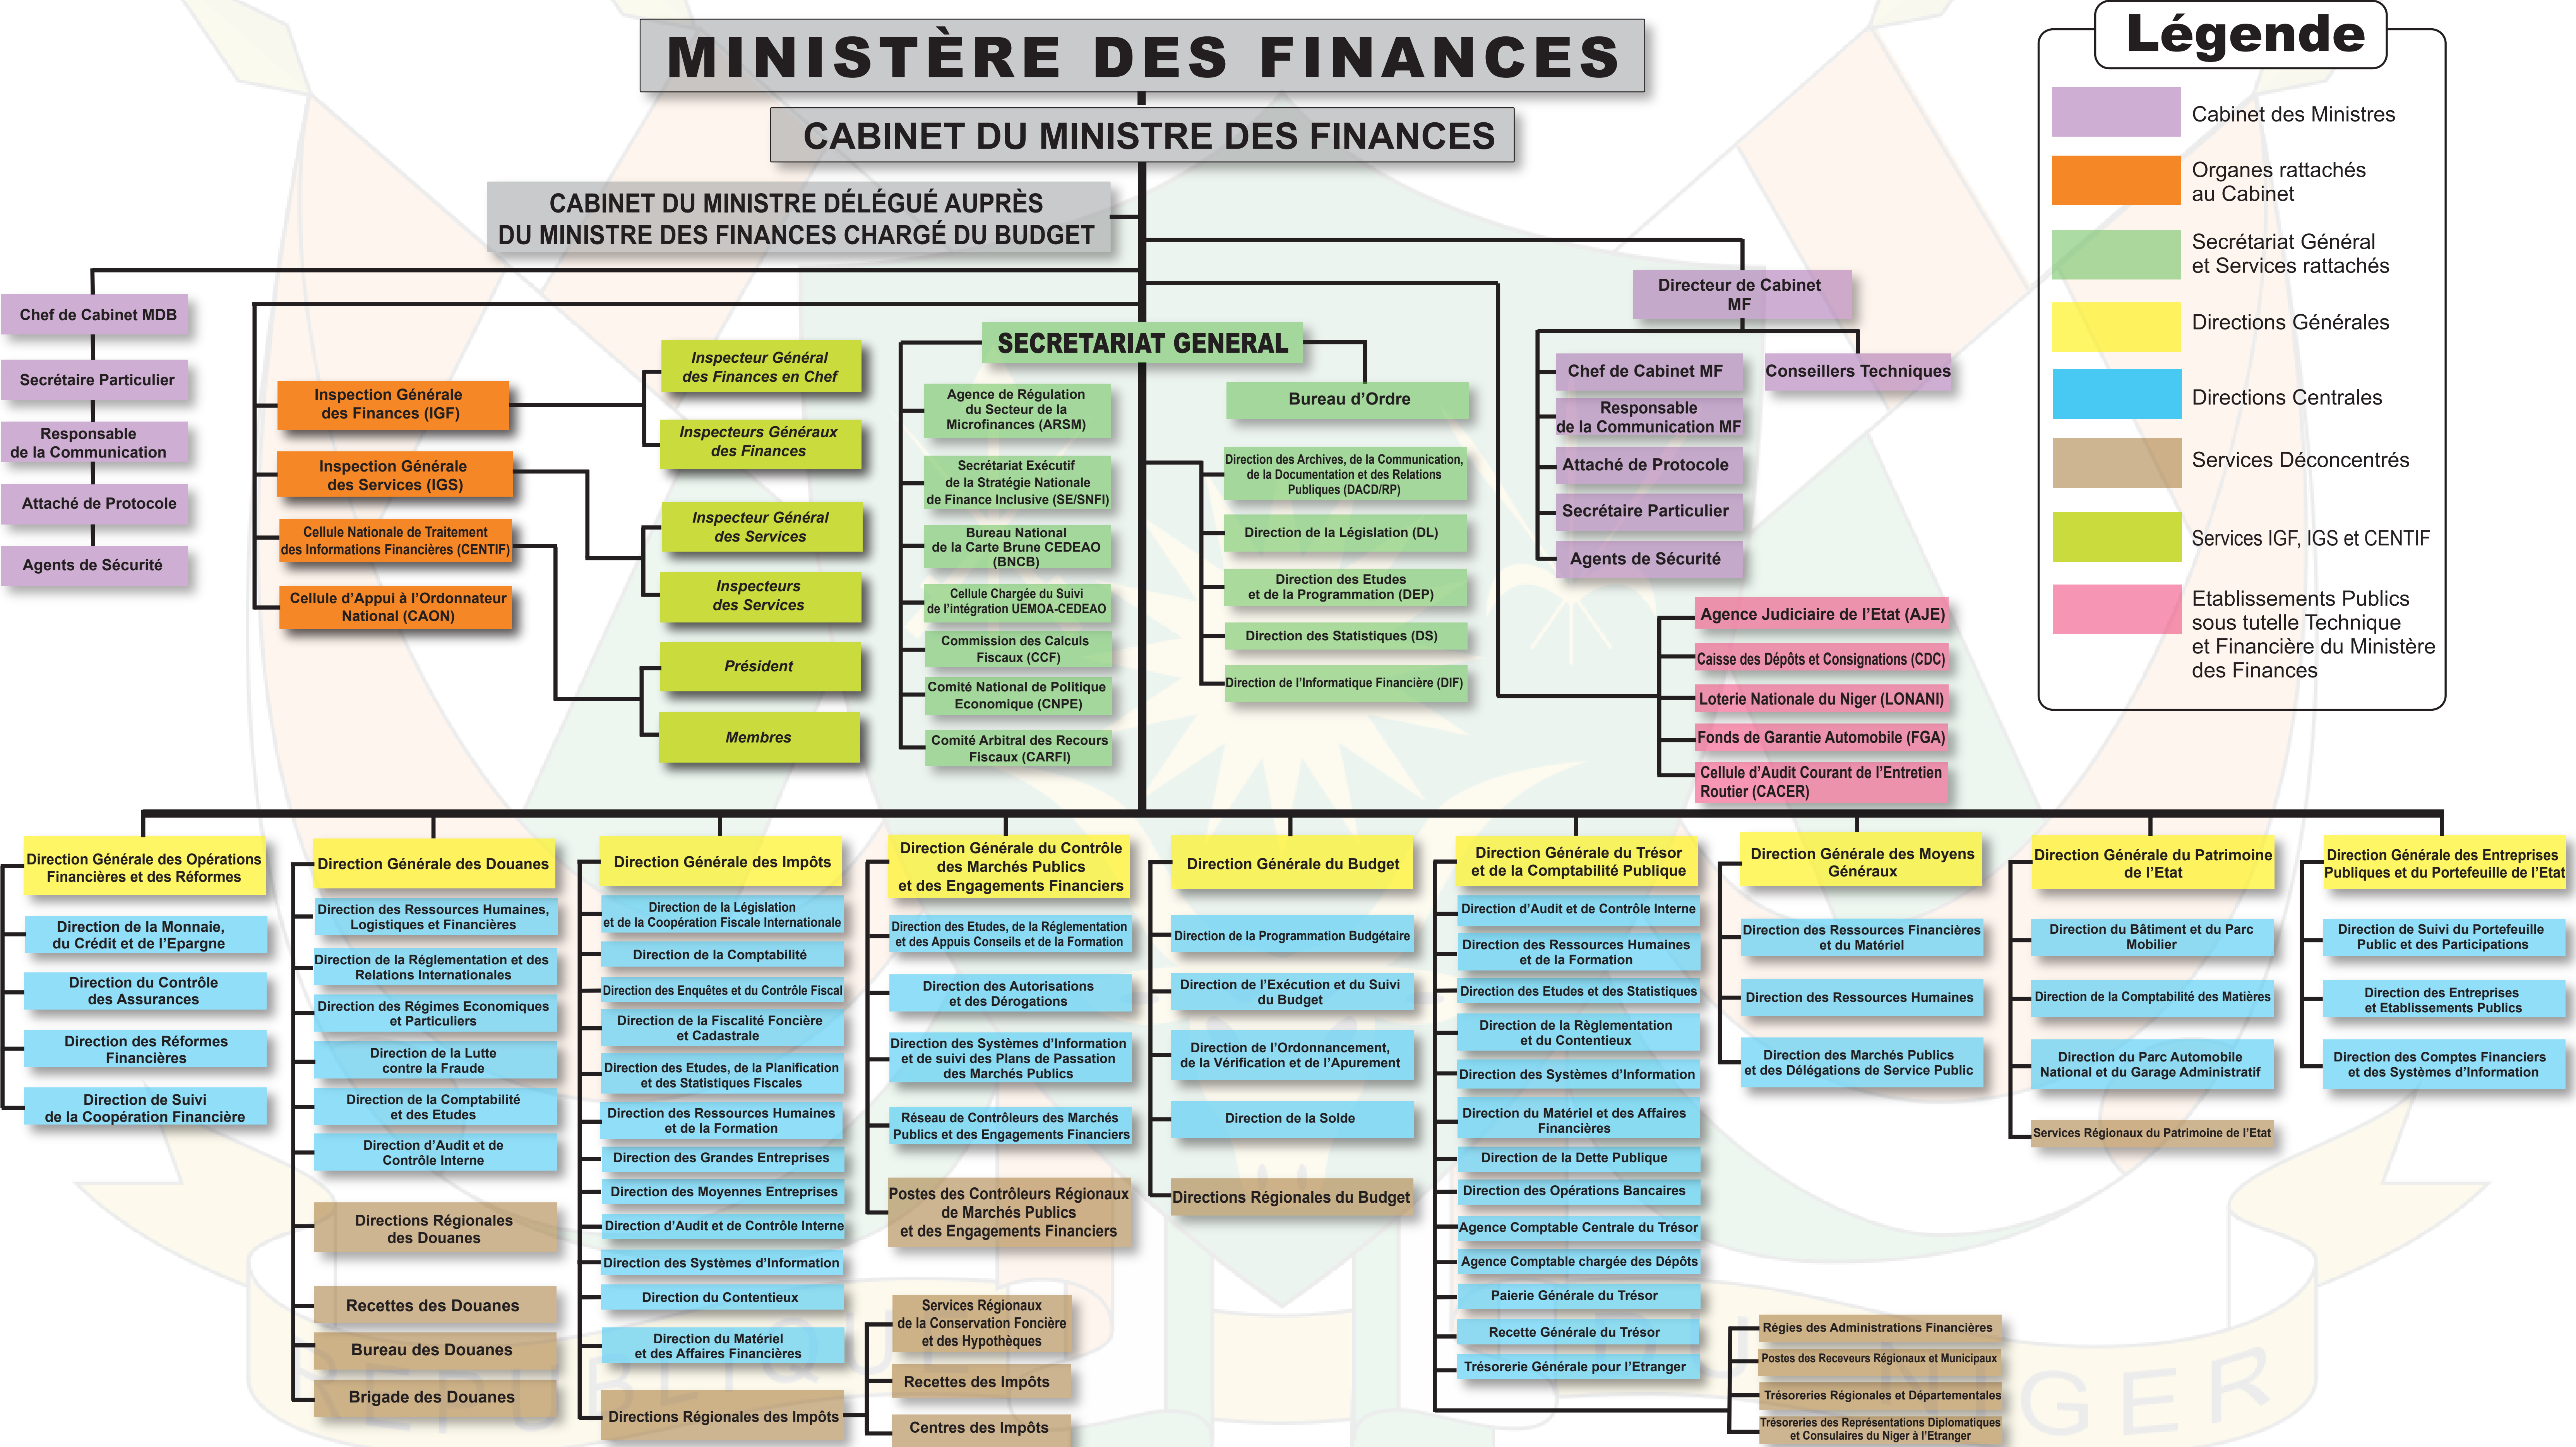 MINISTÈRE DES FINANCES
CABINET DU MINISTRE DES FINANCES
CABINET DU MINISTRE DÉLÉGUÉ AUPRÈS
DU MINISTRE DES FINANCES CHARGÉ DU BUDGET
Légende
Cabinet des Ministres
Organes rattachés
au Cabinet
Secrétariat Général
et Services rattachés
Directions Générales
Directions Centrales
Services Déconcentrés
Services IGF, IGS et CENTIF
Etablissements Publics
sous tutelle Technique
et Financière du Ministère
des Finances
Chef de Cabinet MDB
Secrétaire Particulier
Responsable
de la Communication
Attaché de Protocole
Agents de Sécurité
Inspection Générale
des Finances (IGF)
Inspection Générale
des Services (IGS)
Cellule Nationale de Traitement
des Informations Financières (CENTIF)
Cellule d'Appui à l'Ordonnateur
National (CAON)
Inspecteur Général
des Finances en Chef
Inspecteurs Généraux
des Finances
Inspecteur Général
des Services
Inspecteurs
des Services
Président
Membres
SECRETARIAT GENERAL
Agence de Régulation
du Secteur de la
Microfinances (ARSM)
Secrétariat Exécutif
de la Stratégie Nationale
de Finance Inclusive (SE/SNFI)
Bureau National
de la Carte Brune CEDEAO
(BNCB)
Cellule Chargée du Suivi
de l'intégration UEMOA-CEDEAO
Commission des Calculs
Fiscaux (CCF)
Comité National de Politique
Economique (CNPE)
Comité Arbitral des Recours
Fiscaux (CARFI)
Bureau d'Ordre
Direction des Archives, de la Communication,
de la Documentation et des Relations
Publiques (DACD/RP)
Direction de la Législation (DL)
Direction des Etudes
et de la Programmation (DEP)
Direction des Statistiques (DS)
Direction de l'Informatique Financière (DIF)
Directeur de Cabinet
MF
Chef de Cabinet MF
Responsable
de la Communication MF
Attaché de Protocole
Secrétaire Particulier
Agents de Sécurité
Conseillers Techniques
Agence Judiciaire de l'Etat (AJE)
Caisse des Dépôts et Consignations (CDC)
Loterie Nationale du Niger (LONANI)
Fonds de Garantie Automobile (FGA)
Cellule d'Audit Courant de l'Entretien
Routier (CACER)
Direction Générale des Opérations
Financières et des Réformes
Direction de la Monnaie,
du Crédit et de l'Epargne
Direction du Contrôle
des Assurances
Direction des Réformes
Financières
Direction de Suivi
de la Coopération Financière
Direction Générale des Douanes
Direction des Ressources Humaines,
Logistiques et Financières
Direction de la Réglementation et des
Relations Internationales
Direction des Régimes Economiques
et Particuliers
Direction de la Lutte
contre la Fraude
Direction de la Comptabilité
et des Etudes
Direction d'Audit et de
Contrôle Interne
Directions Régionales
des Douanes
Recettes des Douanes
Bureau des Douanes
Brigade des Douanes
Direction Générale des Impôts
Direction de la Législation
et de la Coopération Fiscale Internationale
Direction de la Comptabilité
Direction des Enquêtes et du Contrôle Fiscal
Direction de la Fiscalité Foncière
et Cadastrale
Direction des Etudes, de la Planification
et des Statistiques Fiscales
Direction des Ressources Humaines
et de la Formation
Direction des Grandes Entreprises
Direction des Moyennes Entreprises
Direction d'Audit et de Contrôle Interne
Direction des Systèmes d'Information
Direction du Contentieux
Direction du Matériel
et des Affaires Financières
Directions Régionales des Impôts
Services Régionaux
de la Conservation Foncière
et des Hypothèques
Recettes des Impôts
Centres des Impôts
Direction Générale du Contrôle
des Marchés Publics
et des Engagements Financiers
Direction des Etudes, de la Réglementation
et des Appuis Conseils et de la Formation
Direction des Autorisations
et des Dérogations
Direction des Systèmes d'Information
et de suivi des Plans de Passation
des Marchés Publics
Réseau de Contrôleurs des Marchés
Publics et des Engagements Financiers
Postes des Contrôleurs Régionaux
de Marchés Publics
et des Engagements Financiers
Direction Générale du Budget
Direction de la Programmation Budgétaire
Direction de l'Exécution et du Suivi
du Budget
Direction de l'Ordonnancement,
de la Vérification et de l'Apurement
Direction de la Solde
Directions Régionales du Budget
Direction Générale du Trésor
et de la Comptabilité Publique
Direction d'Audit et de Contrôle Interne
Direction des Ressources Humaines
et de la Formation
Direction des Etudes et des Statistiques
Direction de la Règlementation
et du Contentieux
Direction des Systèmes d'Information
Direction du Matériel et des Affaires
Financières
Direction de la Dette Publique
Direction des Opérations Bancaires
Agence Comptable Centrale du Trésor
Agence Comptable chargée des Dépôts
Paierie Générale du Trésor
Recette Générale du Trésor
Trésorerie Générale pour l'Etranger
Régies des Administrations Financières
Postes des Receveurs Régionaux et Municipaux
Trésoreries Régionales et Départementales
Trésoreries des Représentations Diplomatiques
et Consulaires du Niger à l'Etranger
Direction Générale des Moyens
Généraux
Direction des Ressources Financières
et du Matériel
Direction des Ressources Humaines
Direction des Marchés Publics
et des Délégations de Service Public
Direction Générale du Patrimoine
de l'Etat
Direction du Bâtiment et du Parc
Mobilier
Direction de la Comptabilité des Matières
Direction du Parc Automobile
National et du Garage Administratif
Services Régionaux du Patrimoine de l'Etat
Direction Générale des Entreprises
Publiques et du Portefeuille de l'Etat
Direction de Suivi du Portefeuille
Public et des Participations
Direction des Entreprises
et Etablissements Publics
Direction des Comptes Financiers
et des Systèmes d'Information
REPUBLIQUE DU NIGER